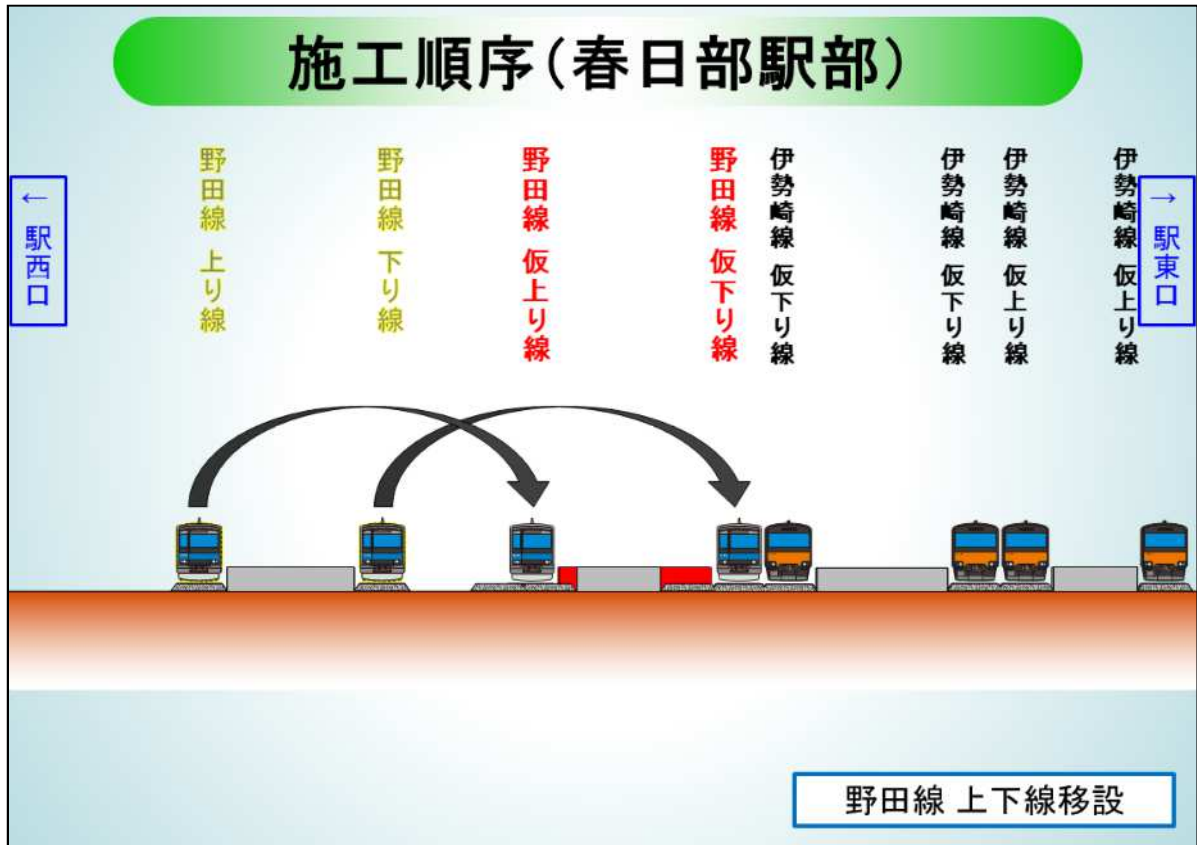 施工順序(春日部駅部)
← 駅西口
野田線 上り線
野田線 下り線
野田線 仮上り線
野田線 仮下り線
伊勢崎線 仮下り線
伊勢崎線 仮下り線
伊勢崎線 仮上り線
伊勢崎線 仮上り線
→ 駅東口
野田線 上下線移設